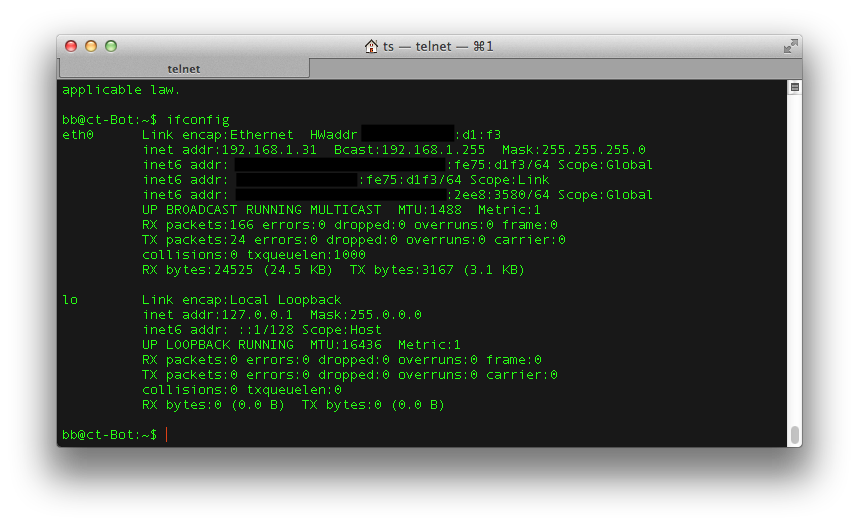 ts — telnet — ⌘1
telnet
applicable law.
bb@ct-Bot:~$ ifconfig
eth0 Link encap:Ethernet HWaddr :d1:f3
inet addr:192.168.1.31 Bcast:192.168.1.255 Mask:255.255.255.0
inet6 addr: :fe75:d1f3/64 Scope:Global
inet6 addr: :fe75:d1f3/64 Scope:Link
inet6 addr: :2ee8:3580/64 Scope:Global
UP BROADCAST RUNNING MULTICAST MTU:1488 Metric:1
RX packets:166 errors:0 dropped:0 overruns:0 frame:0
TX packets:24 errors:0 dropped:0 overruns:0 carrier:0
collisions:0 txqueuelen:1000
RX bytes:24525 (24.5 KB) TX bytes:3167 (3.1 KB)
lo Link encap:Local Loopback
inet addr:127.0.0.1 Mask:255.0.0.0
inet6 addr: ::1/128 Scope:Host
UP LOOPBACK RUNNING MTU:16436 Metric:1
RX packets:0 errors:0 dropped:0 overruns:0 frame:0
TX packets:0 errors:0 dropped:0 overruns:0 carrier:0
collisions:0 txqueuelen:0
RX bytes:0 (0.0 B) TX bytes:0 (0.0 B)
bb@ct-Bot:~$